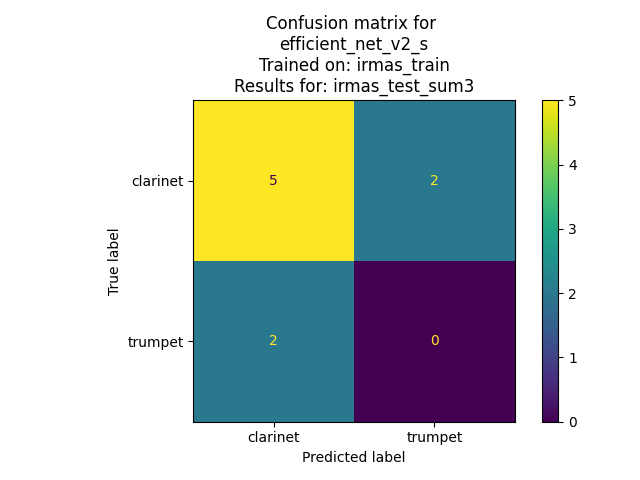 Confusion matrix for
efficient_net_v2_s
Trained on: irmas_train
Results for: irmas_test_sum3
5
4
3
2
1
0
True label
clarinet
5 2
trumpet
2 0
clarinet trumpet
Predicted label